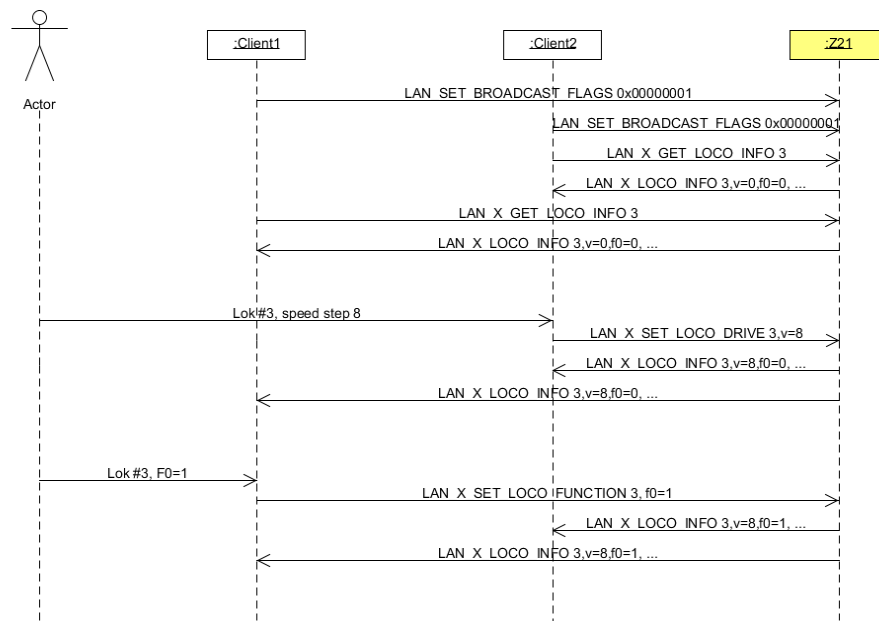 :Client1
:Client2
:Z21
Actor
LAN_SET_BROADCAST_FLAGS 0x00000001
LAN_SET_BROADCAST_FLAGS 0x00000001
LAN_X_GET_LOCO_INFO 3
LAN_X_LOCO_INFO 3,v=0,f0=0, ...
LAN_X_GET_LOCO_INFO 3
LAN_X_LOCO_INFO 3,v=0,f0=0, ...
Lok #3, speed step 8
LAN_X_SET_LOCO_DRIVE 3,v=8
LAN_X_LOCO_INFO 3,v=8,f0=0, ...
LAN_X_LOCO_INFO 3,v=8,f0=0, ...
Lok #3, F0=1
LAN_X_SET_LOCO_FUNCTION 3, f0=1
LAN_X_LOCO_INFO 3,v=8,f0=1, ...
LAN_X_LOCO_INFO 3,v=8,f0=1, ...